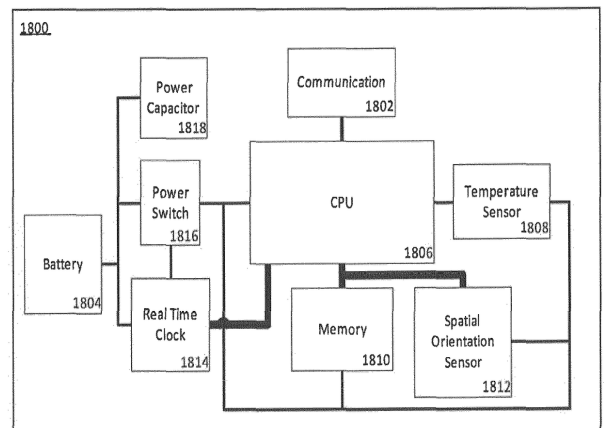 1800
Power
Capacitor
1818
Communication
1802
Power
Switch
1816
CPU
1806
Temperature
Sensor
1808
Battery
1804
Real Time
Clock
1814
Memory
1810
Spatial
Orientation
Sensor
1812